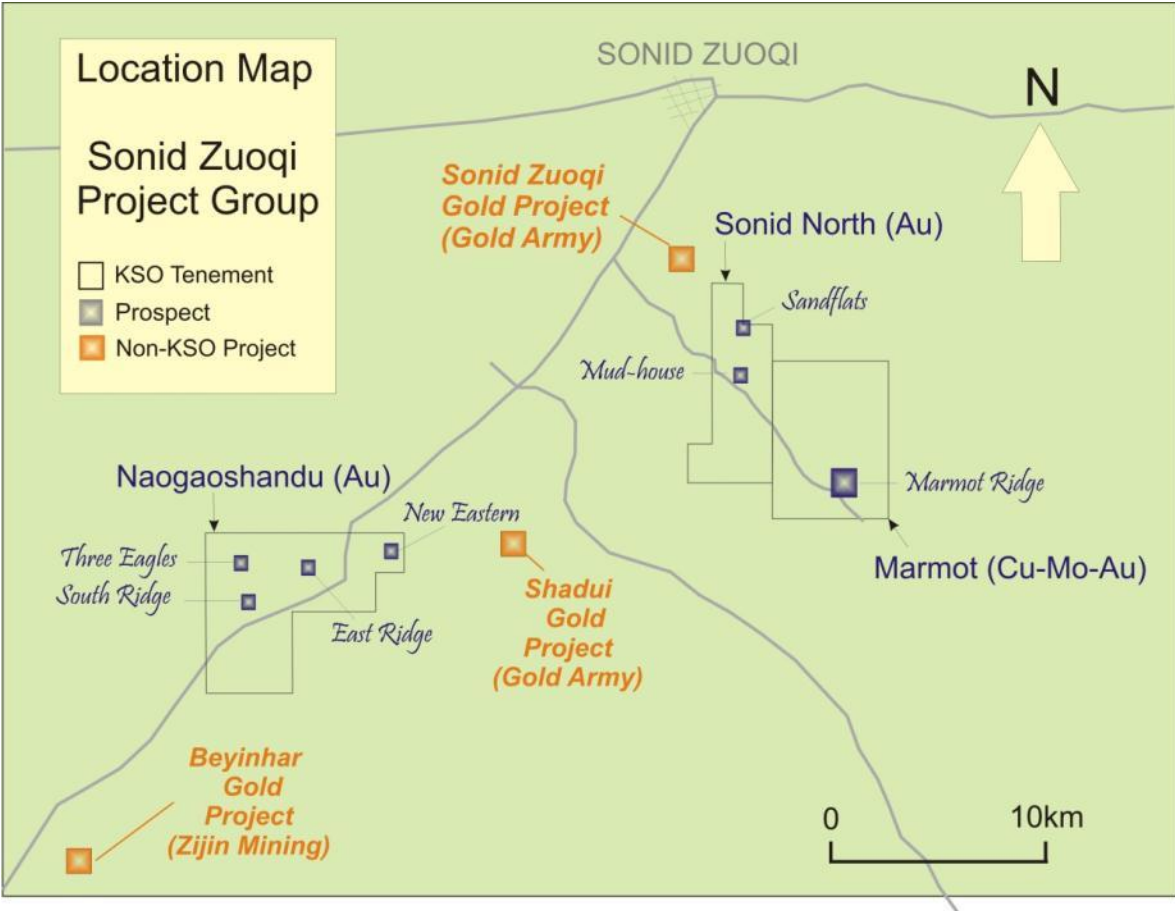 Location Map
Sonid Zuoqi
Project Group
KSO Tenement
Prospect
Non-KSO Project
SONID ZUOQI
N
Sonid Zuoqi
Gold Project
(Gold Army)
Sonid North (Au)
Sandflats
Mud-house
Marmot Ridge
Marmot (Cu-Mo-Au)
Naogaoshandu (Au)
New Eastern
Three Eagles
South Ridge
East Ridge
Shadui
Gold
Project
(Gold Army)
Beyinhar
Gold
Project
(Zijin Mining)
0 10km